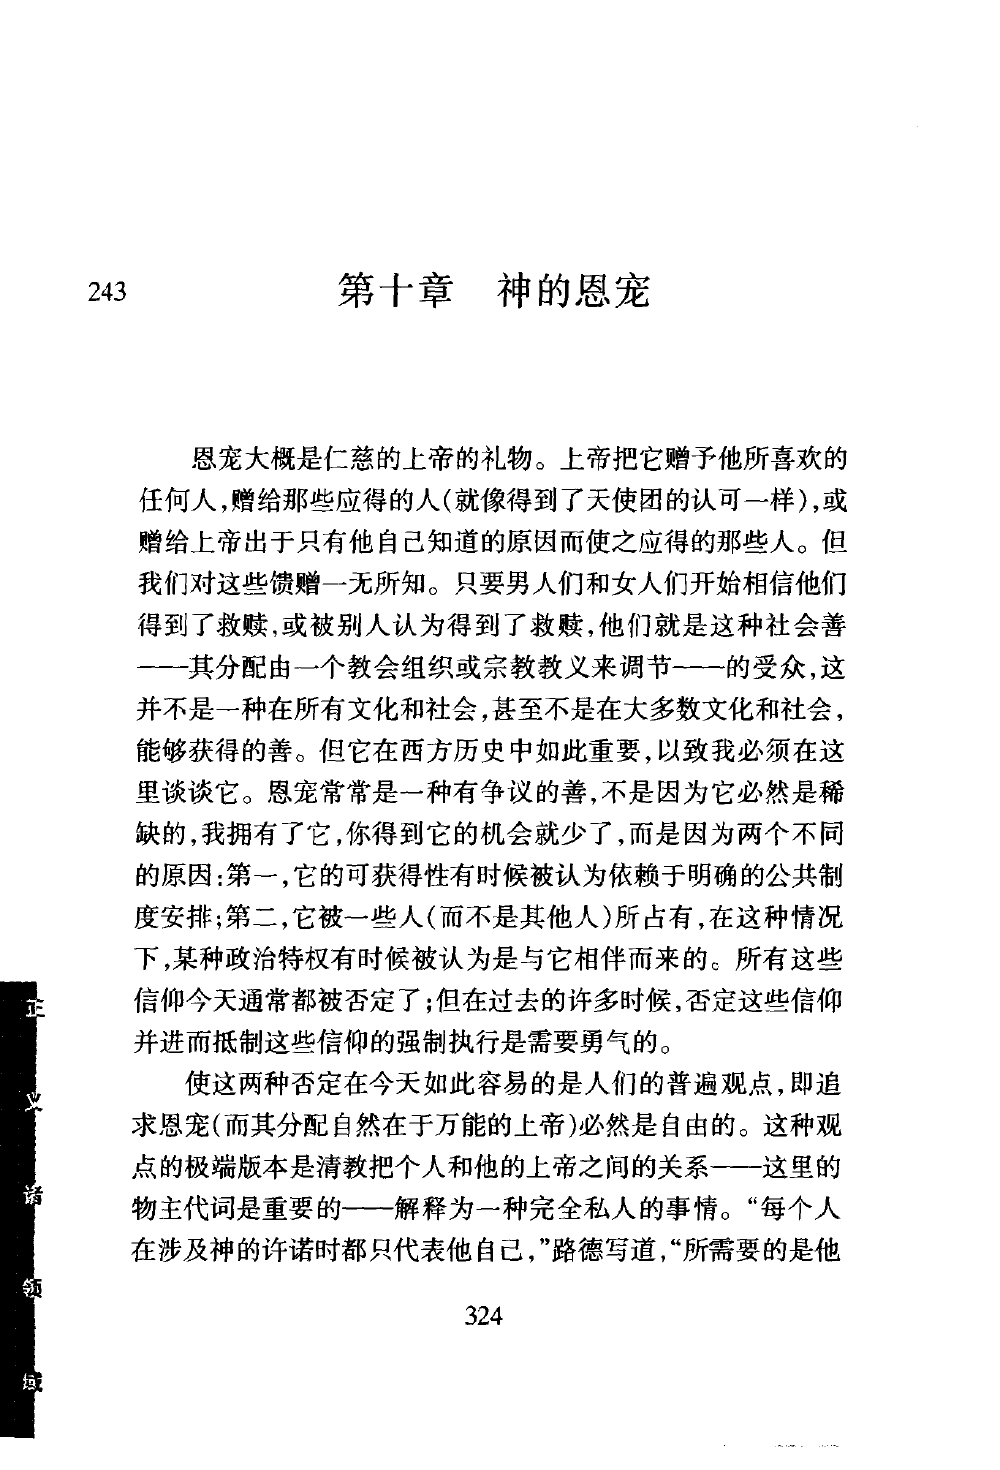 243
第十章 神的恩宠
恩宠大概是仁慈的上帝的礼物。上帝把它赠予他所喜欢的
任何人,赠给那些应得的人(就像得到了天使团的认可一样),或
赠给上帝出于只有他自己知道的原因而使之应得的那些人。但
我们对这些馈赠一无所知。只要男人们和女人们开始相信他们
得到了救赎,或被别人认为得到了救赎,他们就是这种社会善
——其分配由一个教会组织或宗教教义来调节——的受众,这
并不是一种在所有文化和社会,甚至不是在大多数文化和社会,
能够获得的善。但它在西方历史中如此重要,以致我必须在这
里谈谈它。恩宠常常是一种有争议的善,不是因为它必然是稀
缺的,我拥有了它,你得到它的机会就少了,而是因为两个不同
的原因:第一,它的可获得性有时候被认为依赖于明确的公共制
度安排;第二,它被一些人(而不是其他人)所占有,在这种情况
下,某种政治特权有时候被认为是与它相伴而来的。所有这些
信仰今天通常都被否定了;但在过去的许多时候,否定这些信仰
并进而抵制这些信仰的强制执行是需要勇气的。
使这两种否定在今天如此容易的是人们的普遍观点,即追
求恩宠(而其分配自然在于万能的上帝)必然是自由的。这种观
点的极端版本是清教把个人和他的上帝之间的关系——这里的
物主代词是重要的——解释为一种完全私人的事情。“每个人
在涉及神的许诺时都只代表他自己,”路德写道,“所需要的是他
324
正
义
诸
领
域